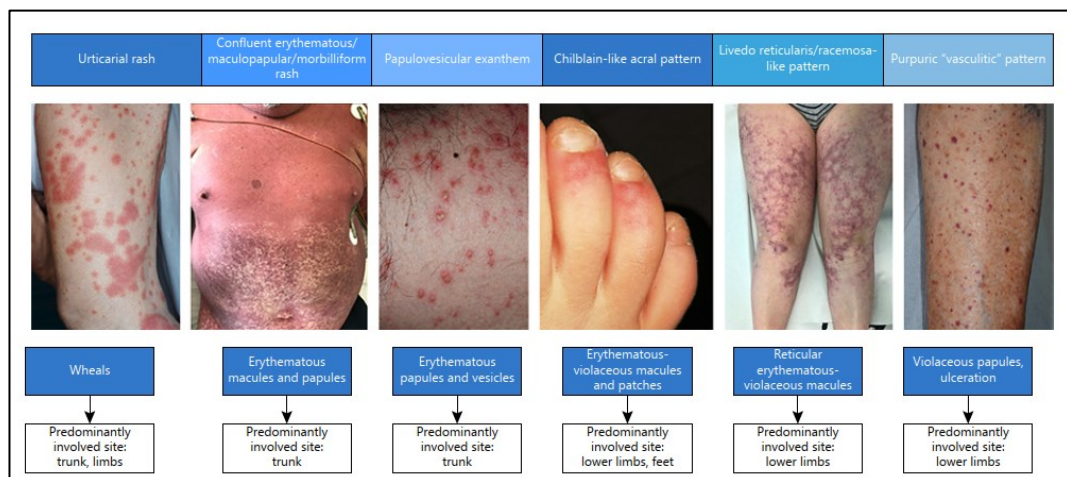 Urticarial rash
Confluent erythematous/
maculopapular/morbilliform
rash
Papulovesicular exanthem
Chilblain-like acral pattern
Livedo reticularis/racemosa-
like pattern
Purpuric “vasculitic” pattern
Wheals
Erythematous
macules and papules
Erythematous
papules and vesicles
Erythematous-
violaceous macules
and patches
Reticular
erythematous-
violaceous macules
Violaceous papules,
ulceration
Predominantly
involved site:
trunk, limbs
Predominantly
involved site:
trunk
Predominantly
involved site:
trunk
Predominantly
involved site:
lower limbs, feet
Predominantly
involved site:
lower limbs
Predominantly
involved site:
lower limbs